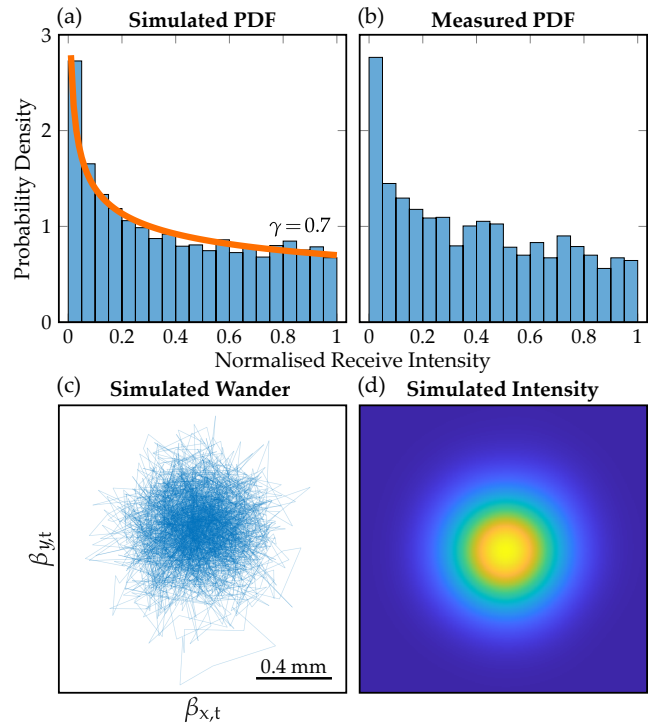 (a) Simulated PDF
(b) Measured PDF
Probability Density
3
2
1
0
γ = 0.7
0 0.2 0.4 0.6 0.8 1
0 0.2 0.4 0.6 0.8 1
Normalised Receive Intensity
(c) Simulated Wander
(d) Simulated Intensity
βy,t
0.4 mm
βx,t